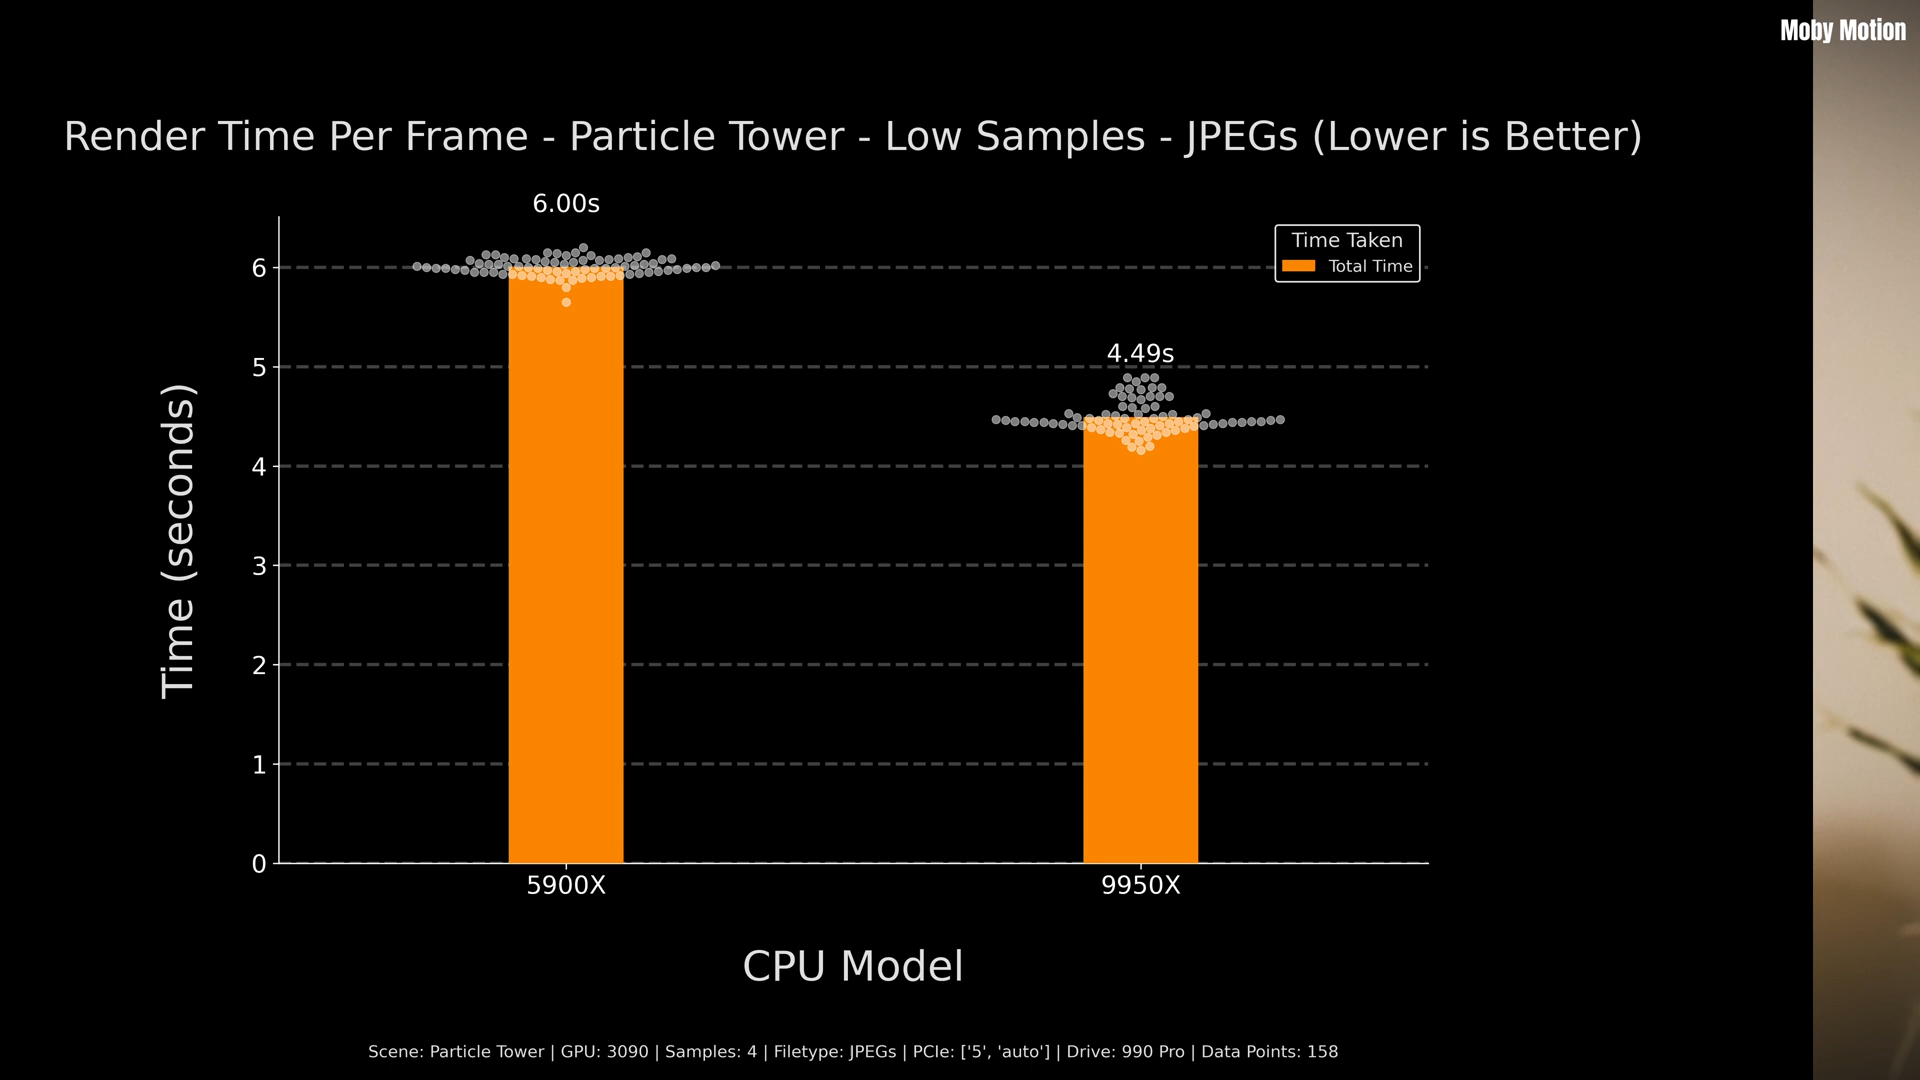 Moby Motion
Render Time Per Frame - Particle Tower - Low Samples - JPEGs (Lower is Better)
6.00s
Time Taken
Total Time
4.49s
Time (seconds)
6
5
4
3
2
1
0
5900X
9950X
CPU Model
Scene: Particle Tower | GPU: 3090 | Samples: 4 | Filetype: JPEGs | PCIe: ['5', 'auto'] | Drive: 990 Pro | Data Points: 158